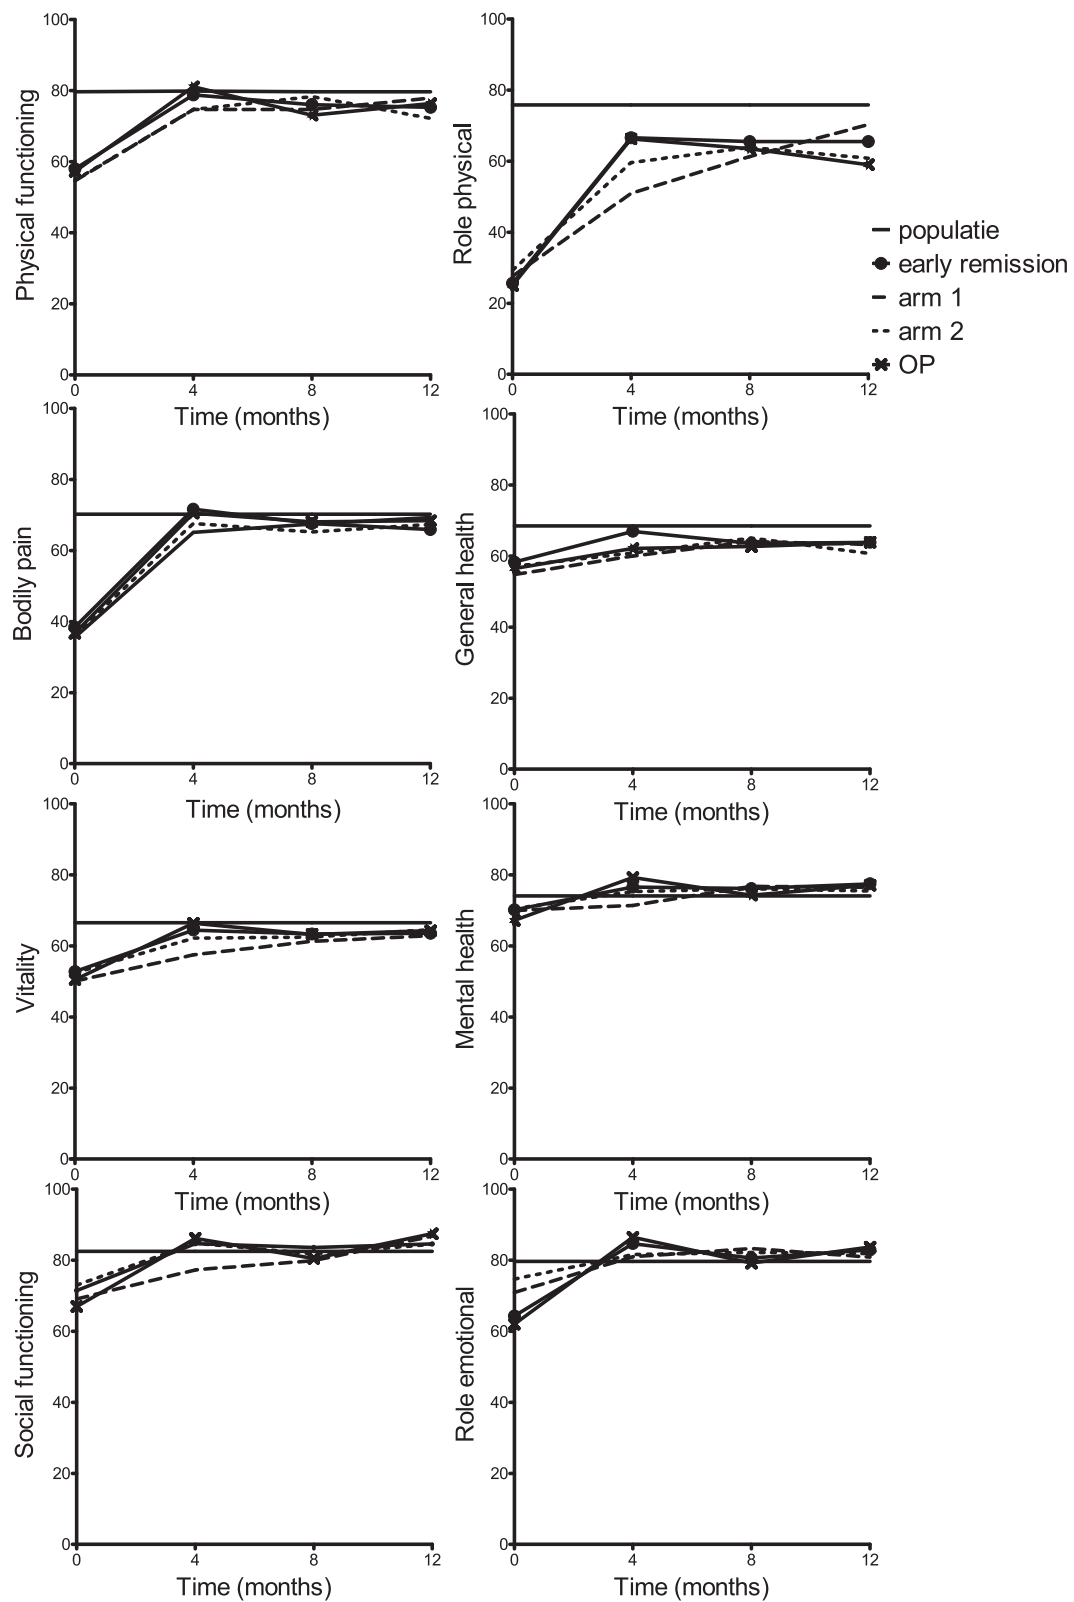 100
80
60
40
20
0
Physical functioning
0 4 8 12
Time (months)
100
80
60
40
20
0
Role physical
0 4 8 12
Time (months)
populatie
early remission
arm 1
arm 2
OP
100
80
60
40
20
0
Bodily pain
0 4 8 12
Time (months)
100
80
60
40
20
0
General health
0 4 8 12
Time (months)
100
80
60
40
20
0
Vitality
0 4 8 12
Time (months)
100
80
60
40
20
0
Mental health
0 4 8 12
Time (months)
100
80
60
40
20
0
Social functioning
0 4 8 12
Time (months)
100
80
60
40
20
0
Role emotional
0 4 8 12
Time (months)